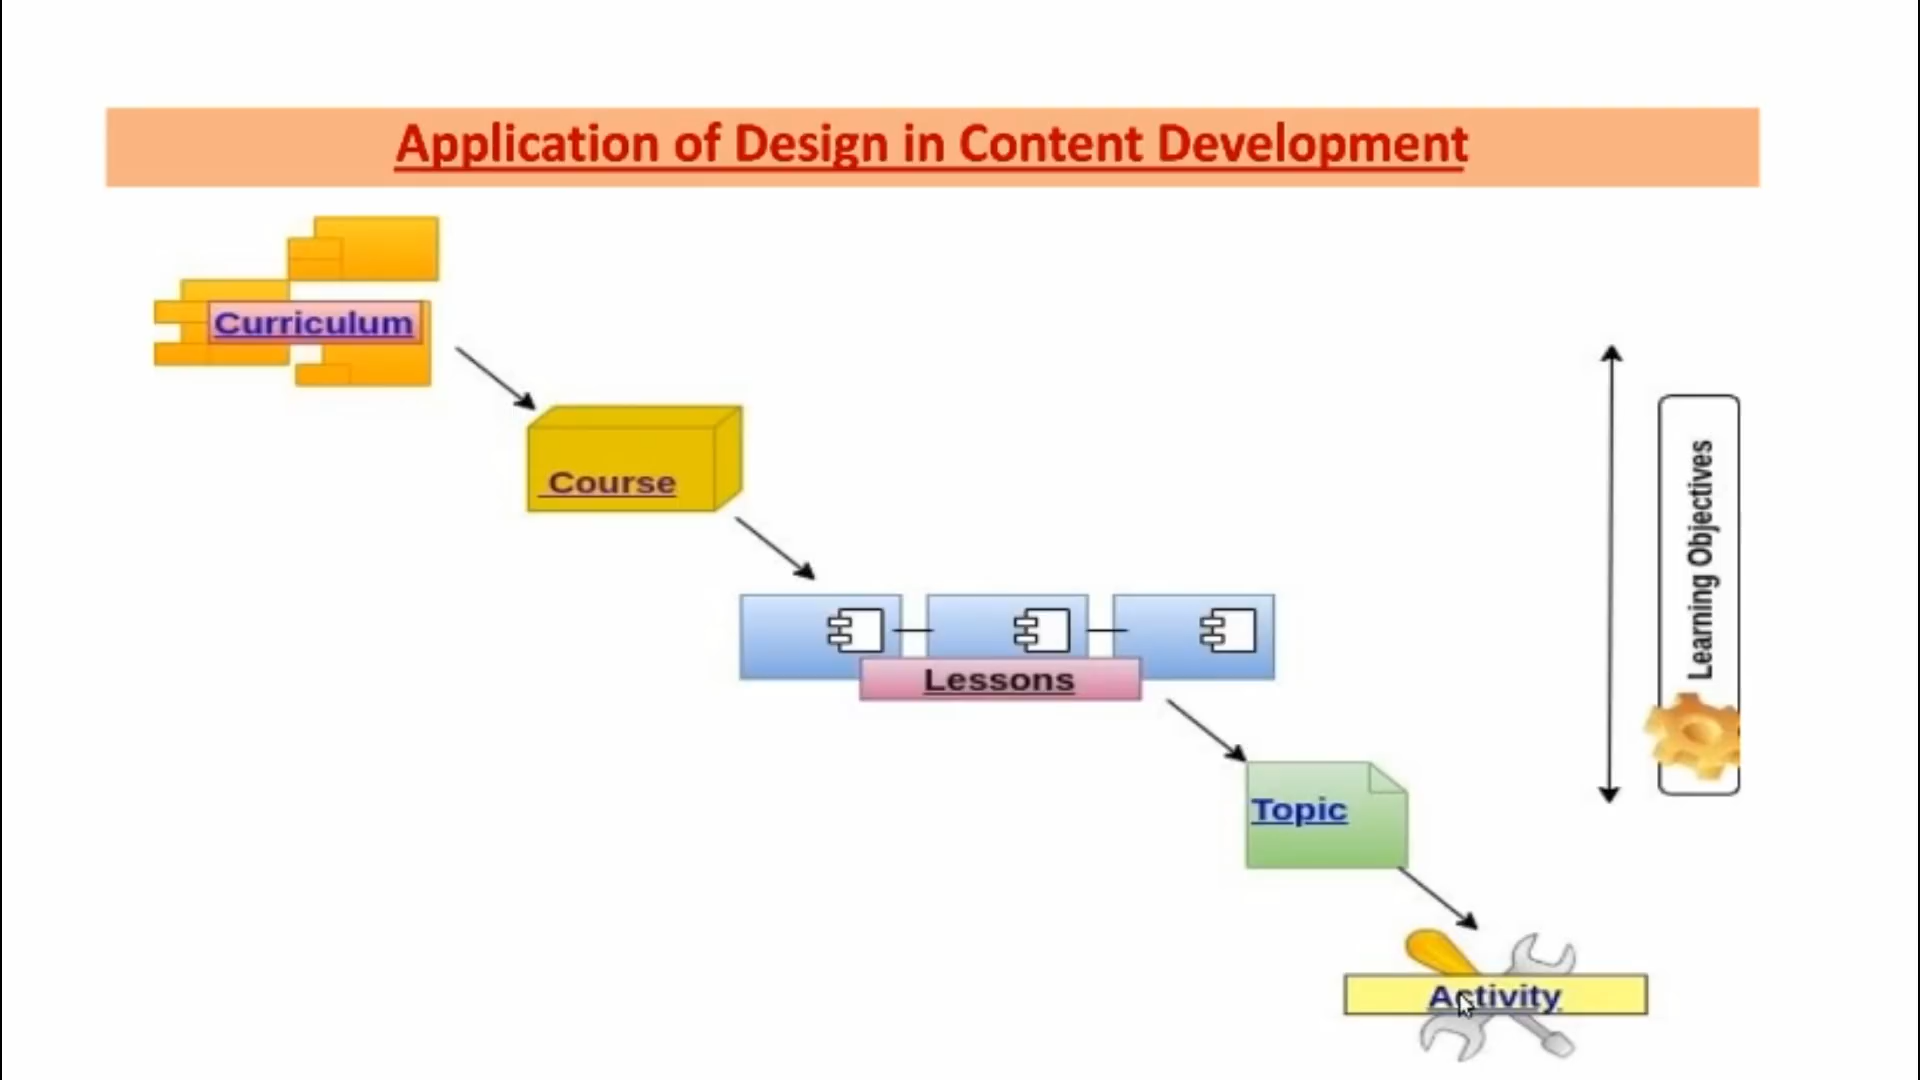 Application of Design in Content Development
Curriculum
Course
Lessons
Topic
Activity
Learning Objectives